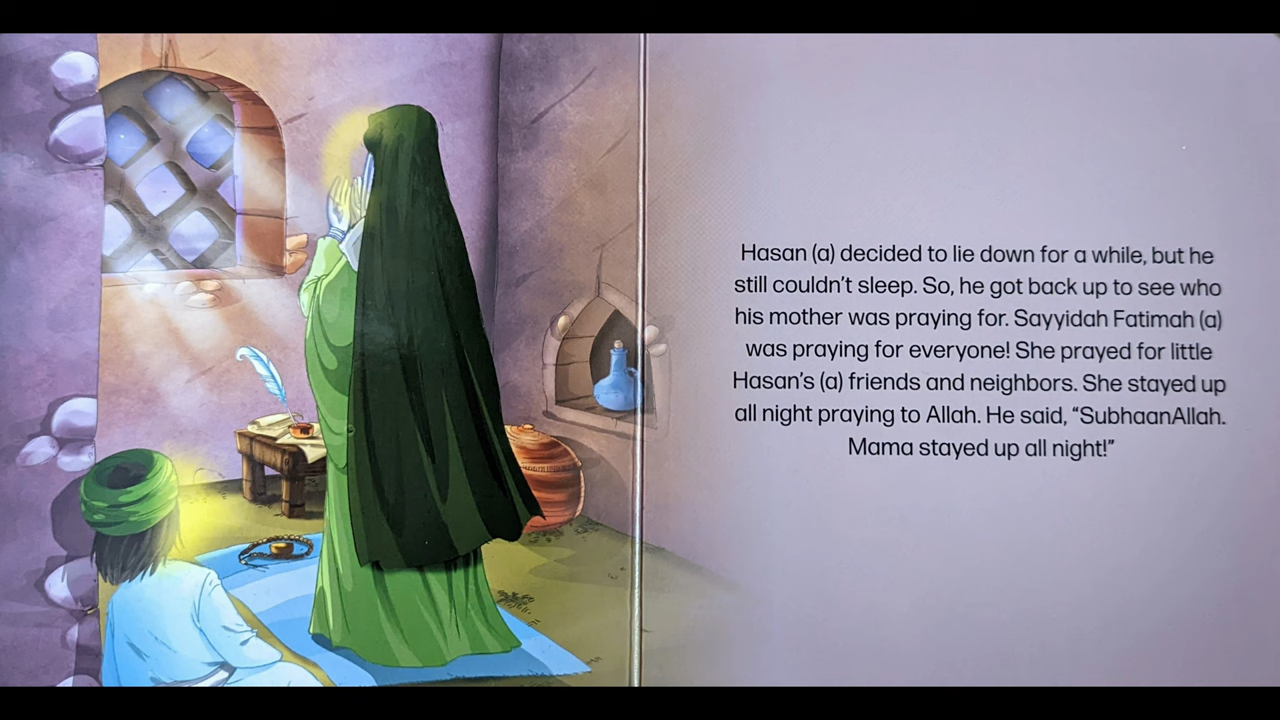 Hasan (a) decided to lie down for a while, but he
still couldn't sleep. So, he got back up to see who
his mother was praying for. Sayyidah Fatimah (a)
was praying for everyone! She prayed for little
Hasan's (a) friends and neighbors. She stayed up
all night praying to Allah. He said, “SubhaanAllah.
Mama stayed up all night!”